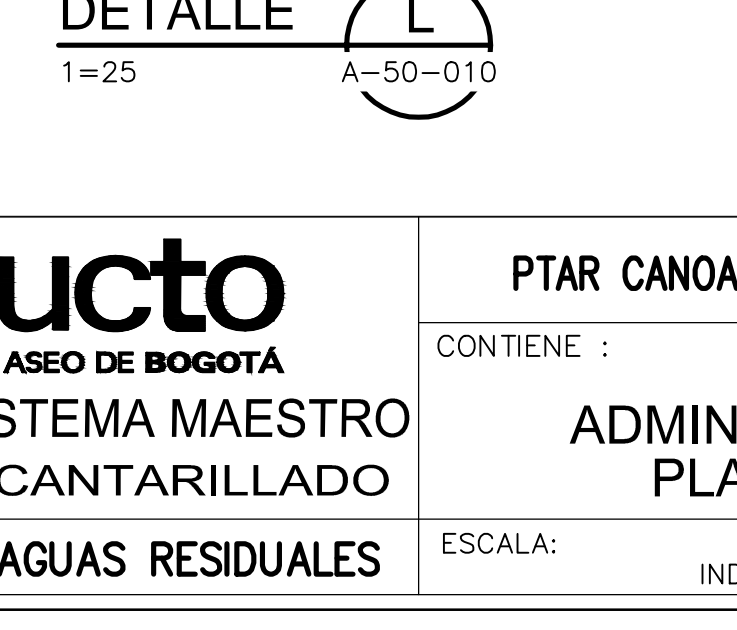 DETALLE L
1=25 A-50-010
ucto
ASEO DE BOGOTÁ
STEMA MAESTRO
CANTARILLADO
AGUAS RESIDUALES
PTAR CANOA
CONTIENE :
ADMIN
PLA
ESCALA:
IND